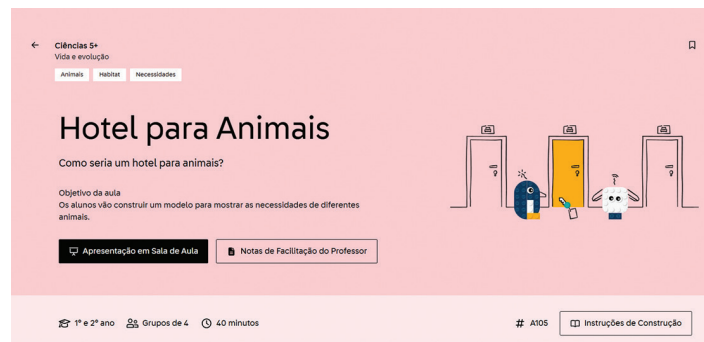 Ciências 5+
Vida e evolução
Animais Habitat Necessidades
Hotel para Animais
Como seria um hotel para animais?
Objetivo da aula
Os alunos vão construir um modelo para mostrar as necessidades de diferentes
animais.
Apresentação em Sala de Aula Notas de Facilitação do Professor
1º e 2º ano Grupos de 4 40 minutos # A105 Instruções de Construção